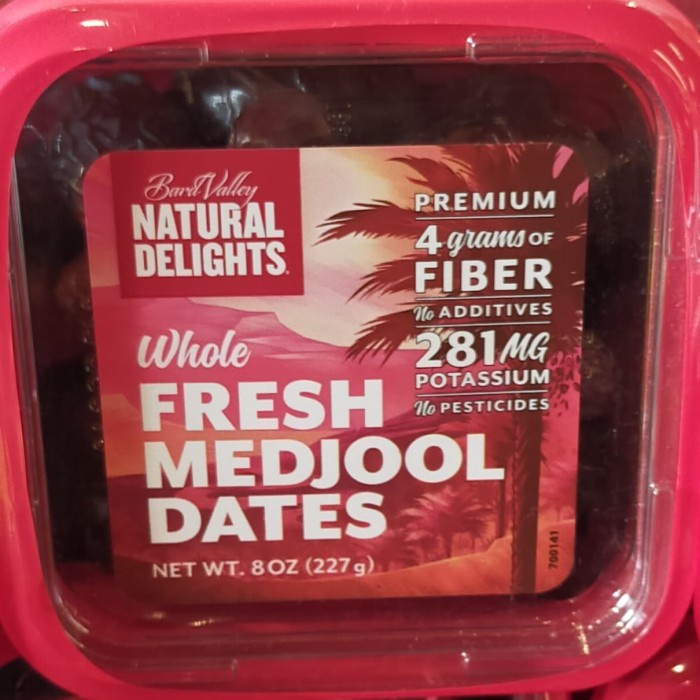 Bard Valley
NATURAL
DELIGHTS.
Whole
FRESH
MEDJOOL
DATES
NET WT. 8 OZ (227g)
PREMIUM
4 grams OF
FIBER
No ADDITIVES
281 MG
POTASSIUM
No PESTICIDES
700141